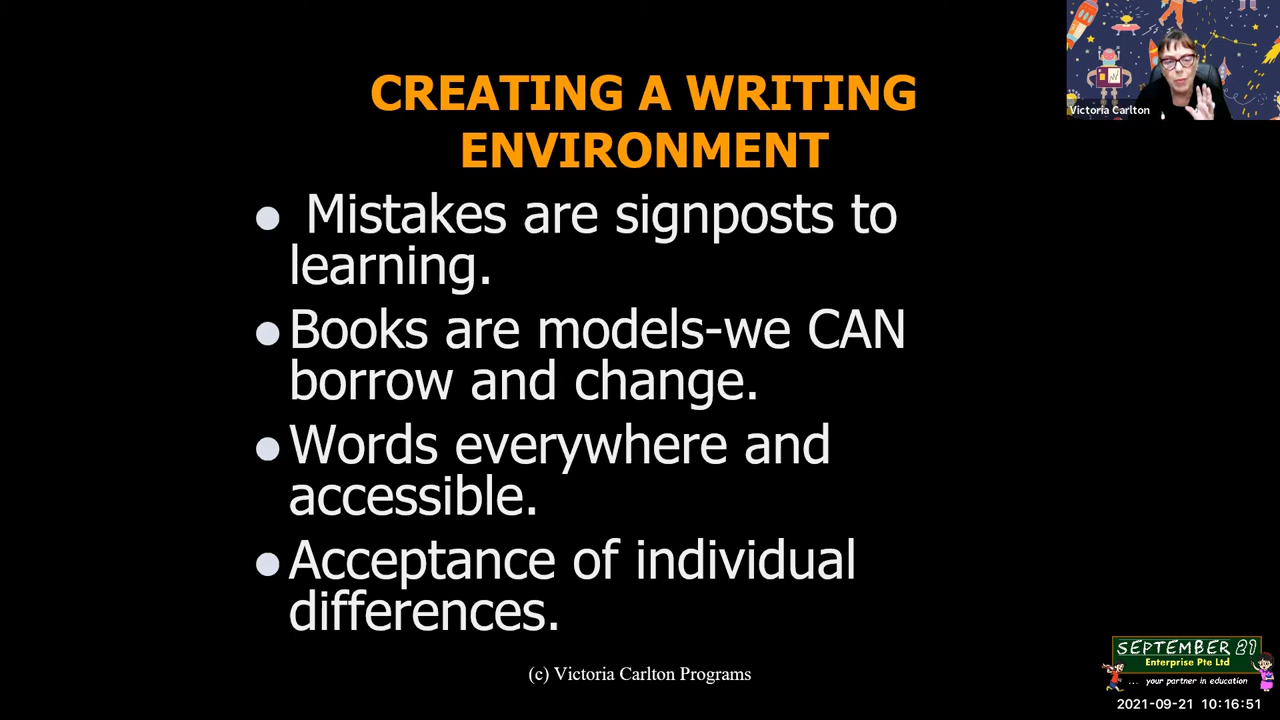 CREATING A WRITING
ENVIRONMENT
Victoria Carlton
● Mistakes are signposts to
learning.
● Books are models-we CAN
borrow and change.
● Words everywhere and
accessible.
● Acceptance of individual
differences.
(c) Victoria Carlton Programs
SEPTEMBER 21
Enterprise Pte Ltd
... your partner in education
2021-09-21 10:16:51